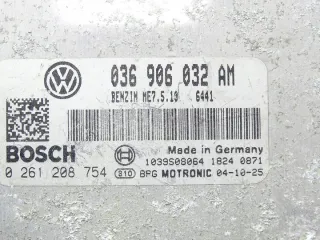 036 906 032 AM
BENZIN ME7.5.10 6441
BOSCH
Made in Germany
1039S08064 1824 0871
0 261 208 754
210 BPG MOTRONIC 04-10-25